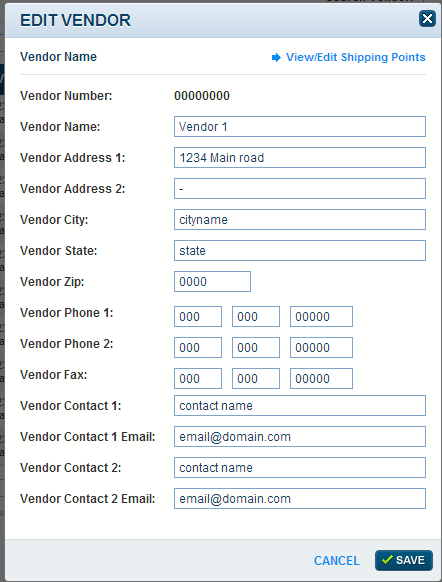 EDIT VENDOR
Vendor Name View/Edit Shipping Points
Vendor Number: 00000000
Vendor Name: Vendor 1
Vendor Address 1: 1234 Main road
Vendor Address 2: -
Vendor City: cityname
Vendor State: state
Vendor Zip: 0000
Vendor Phone 1: 000 000 00000
Vendor Phone 2: 000 000 00000
Vendor Fax: 000 000 00000
Vendor Contact 1: contact name
Vendor Contact 1 Email: email@domain.com
Vendor Contact 2: contact name
Vendor Contact 2 Email: email@domain.com
CANCEL SAVE